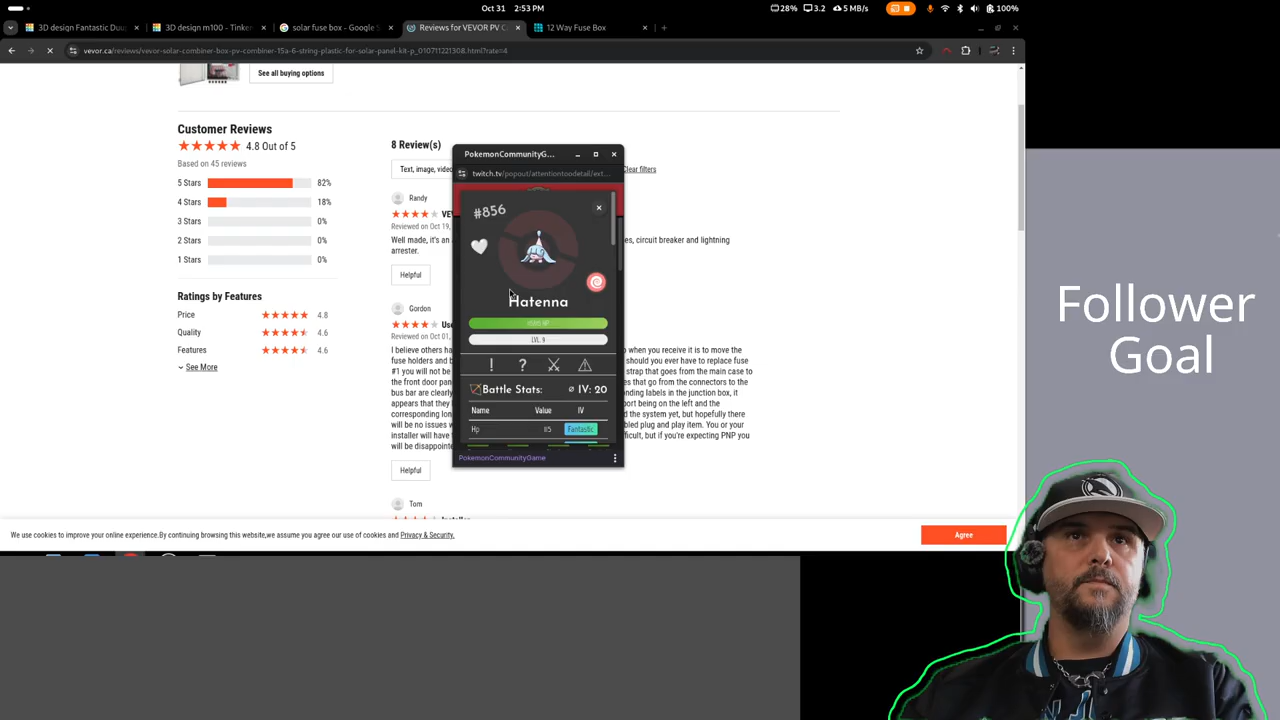 Oct 31 2:53 PM
28% 3.2 5 MB/s 100%
3D design Fantastic Duu
3D design m100 - Tinker
solar fuse box - Google S
Reviews for VEVOR PV C
12 Way Fuse Box
vevor.ca/reviews/vevor-solar-combiner-box-pv-combiner-15a-6-string-plastic-for-solar-panel-kit-p_010711221308.html?rate=4
See all buying options
Customer Reviews
4.8 Out of 5
Based on 45 reviews
5 Stars 82%
4 Stars 18%
3 Stars 0%
2 Stars 0%
1 Stars 0%
Ratings by Features
Price 4.8
Quality 4.6
Features 4.6
See More
8 Review(s)
Text, image, video
Clear filters
Randy
VE
Reviewed on Oct 19,
Well made, it's an
es, circuit breaker and lightning
arrester.
Helpful
Gordon
Use
Reviewed on Oct 01,
I believe others ha
o when you receive it is to move the
fuse holders and b
should you ever have to replace fuse
#1 you will not be
strap that goes from the main case to
the front door pan
that go from the connectors to the
bus bar are clearly
nding labels in the junction box, it
appears that they
ort being on the left and the
corresponding lon
d the system yet, but hopefully there
will be no issues v
bled plug and play item. You or your
installer will have
fficult, but if you're expecting PNP you
will be disappointe
Helpful
Tom
PokemonCommunityG...
twitch.tv/popout/attentiontoodetail/ext...
#856
Hatenna
LVL 9
! ?
Battle Stats: ⌀ IV: 20
Name Value IV
Hp 115 Fantastic
PokemonCommunityGame
We use cookies to improve your online experience.By continuing browsing this website,we assume you agree our use of cookies and Privacy & Security.
Agree
Follower
Goal